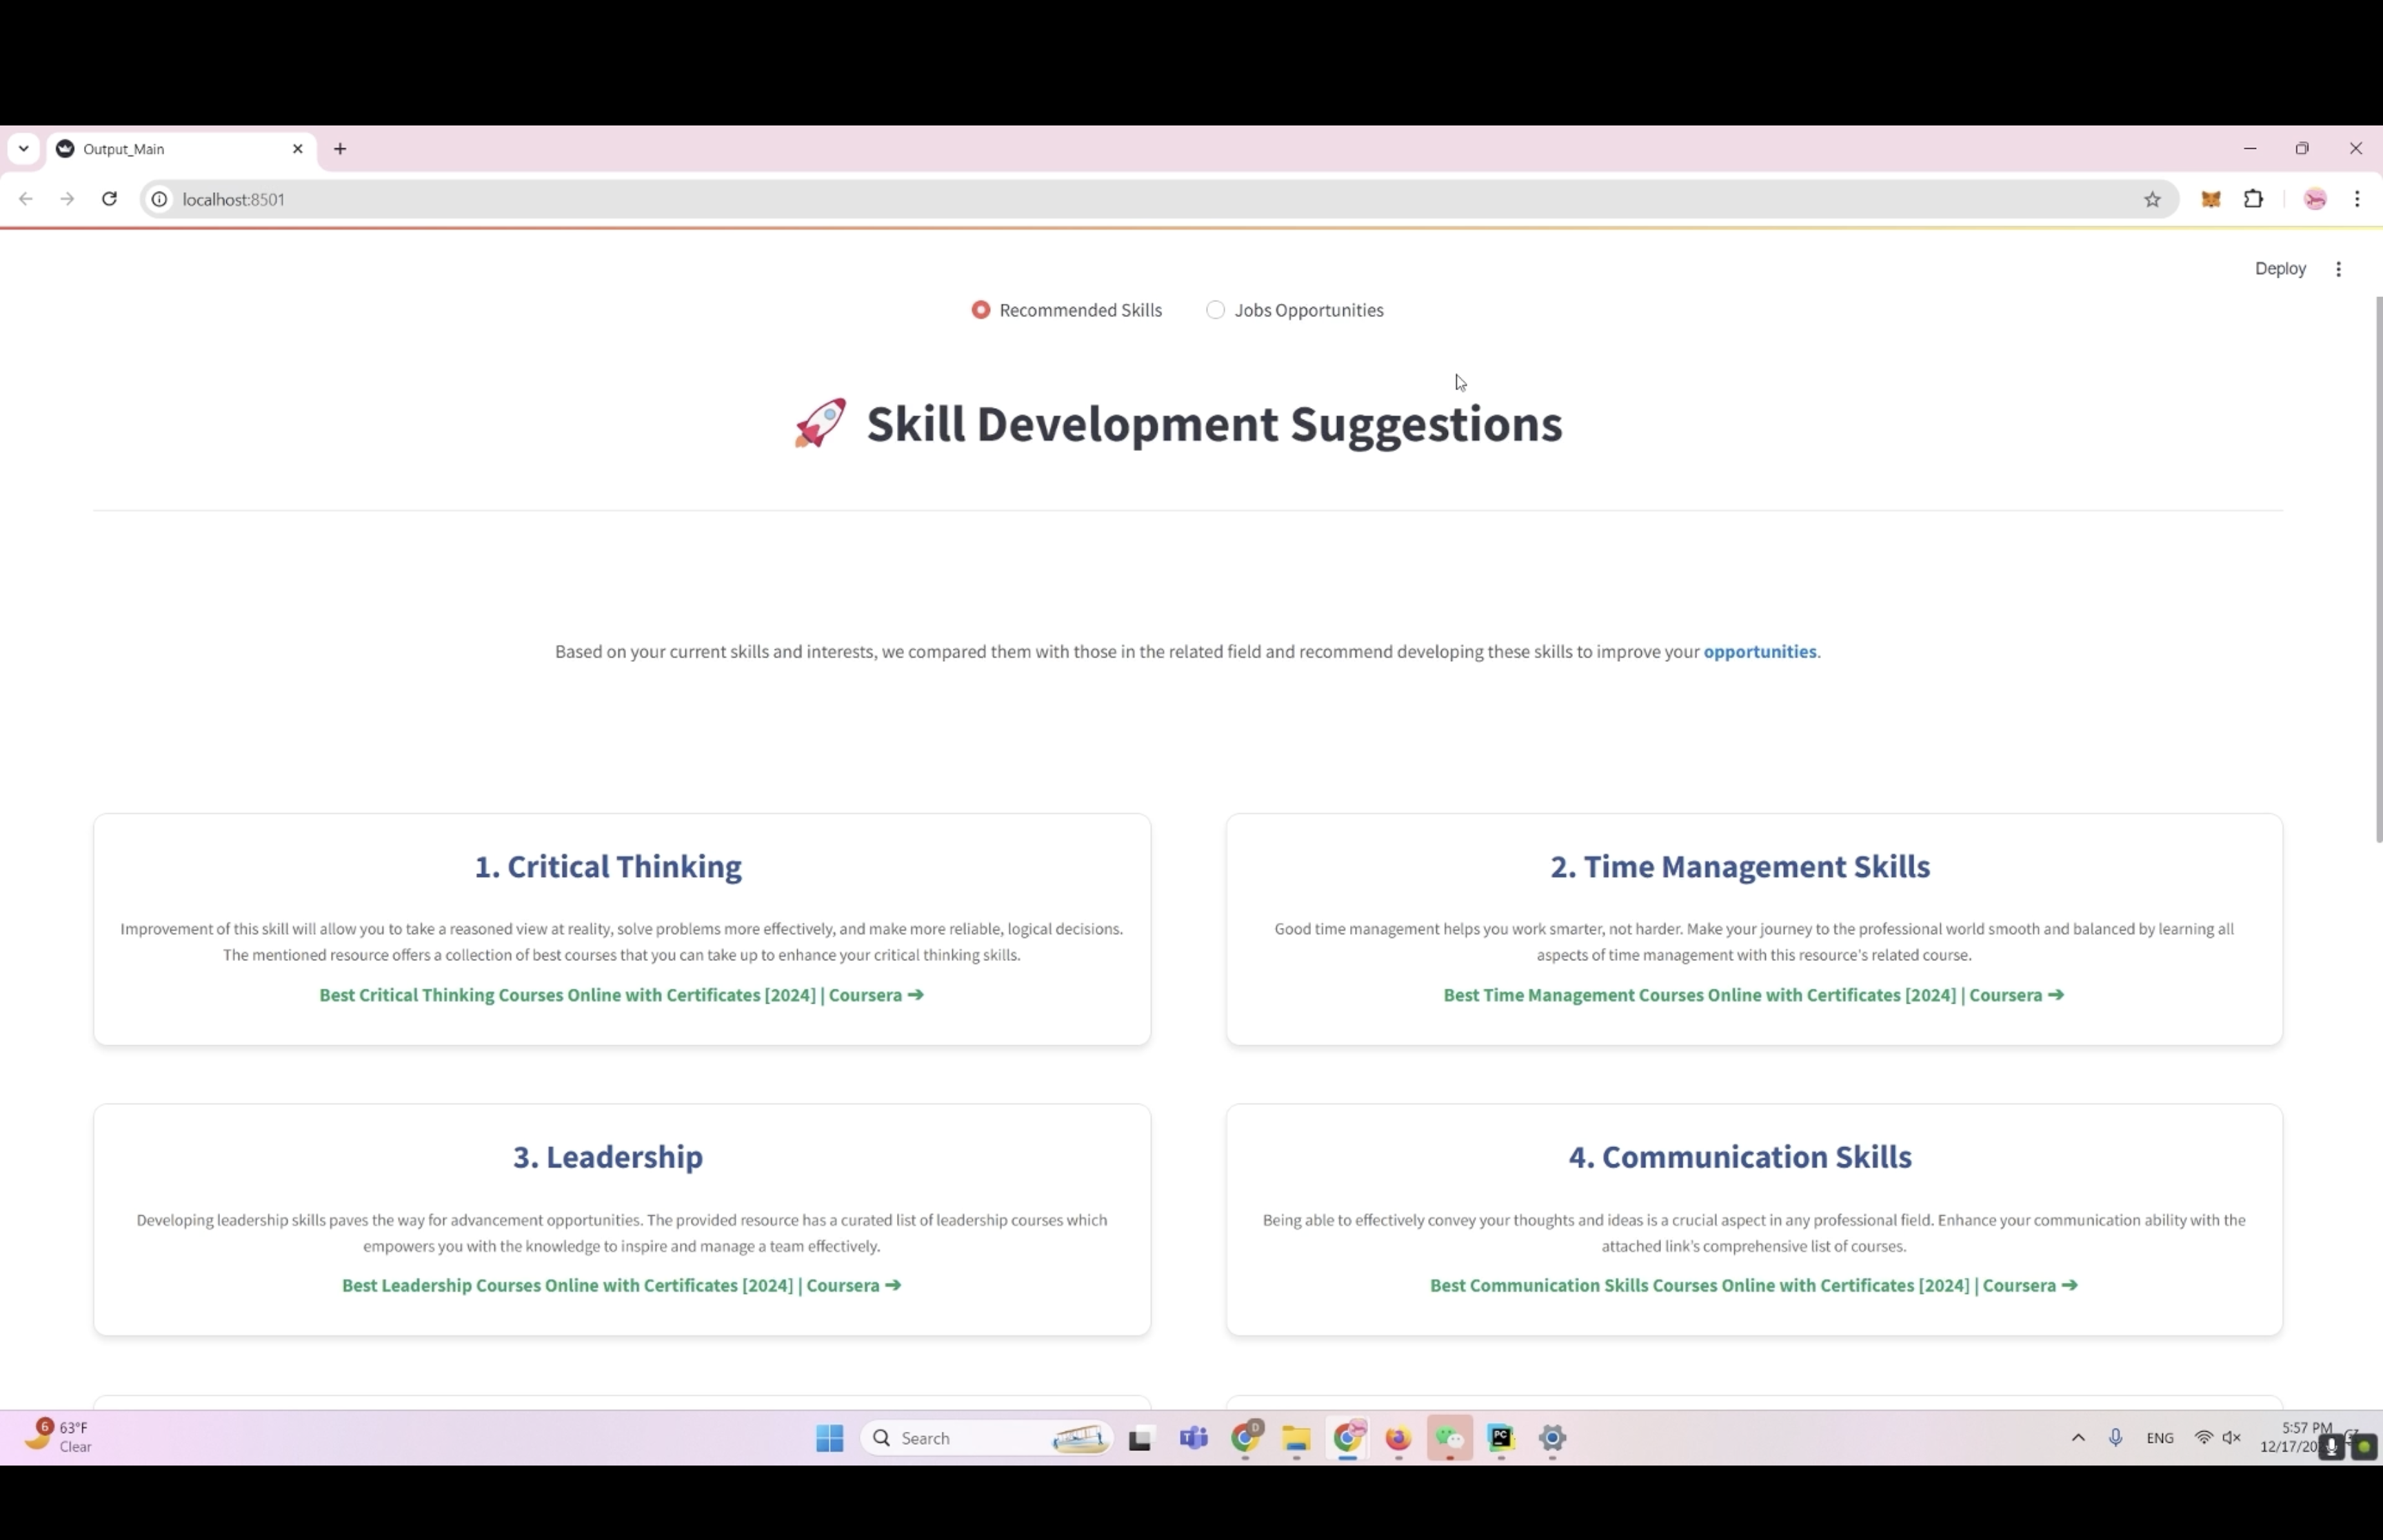 Output_Main
localhost:8501
Deploy
Recommended Skills
Jobs Opportunities
🚀 Skill Development Suggestions
Based on your current skills and interests, we compared them with those in the related field and recommend developing these skills to improve your opportunities.
1. Critical Thinking
Improvement of this skill will allow you to take a reasoned view at reality, solve problems more effectively, and make more reliable, logical decisions.
The mentioned resource offers a collection of best courses that you can take up to enhance your critical thinking skills.
Best Critical Thinking Courses Online with Certificates [2024] | Coursera ➔
2. Time Management Skills
Good time management helps you work smarter, not harder. Make your journey to the professional world smooth and balanced by learning all
aspects of time management with this resource's related course.
Best Time Management Courses Online with Certificates [2024] | Coursera ➔
3. Leadership
Developing leadership skills paves the way for advancement opportunities. The provided resource has a curated list of leadership courses which
empowers you with the knowledge to inspire and manage a team effectively.
Best Leadership Courses Online with Certificates [2024] | Coursera ➔
4. Communication Skills
Being able to effectively convey your thoughts and ideas is a crucial aspect in any professional field. Enhance your communication ability with the
attached link's comprehensive list of courses.
Best Communication Skills Courses Online with Certificates [2024] | Coursera ➔
6
63°F
Clear
Search
D
PC
ENG
5:57 PM
12/17/20